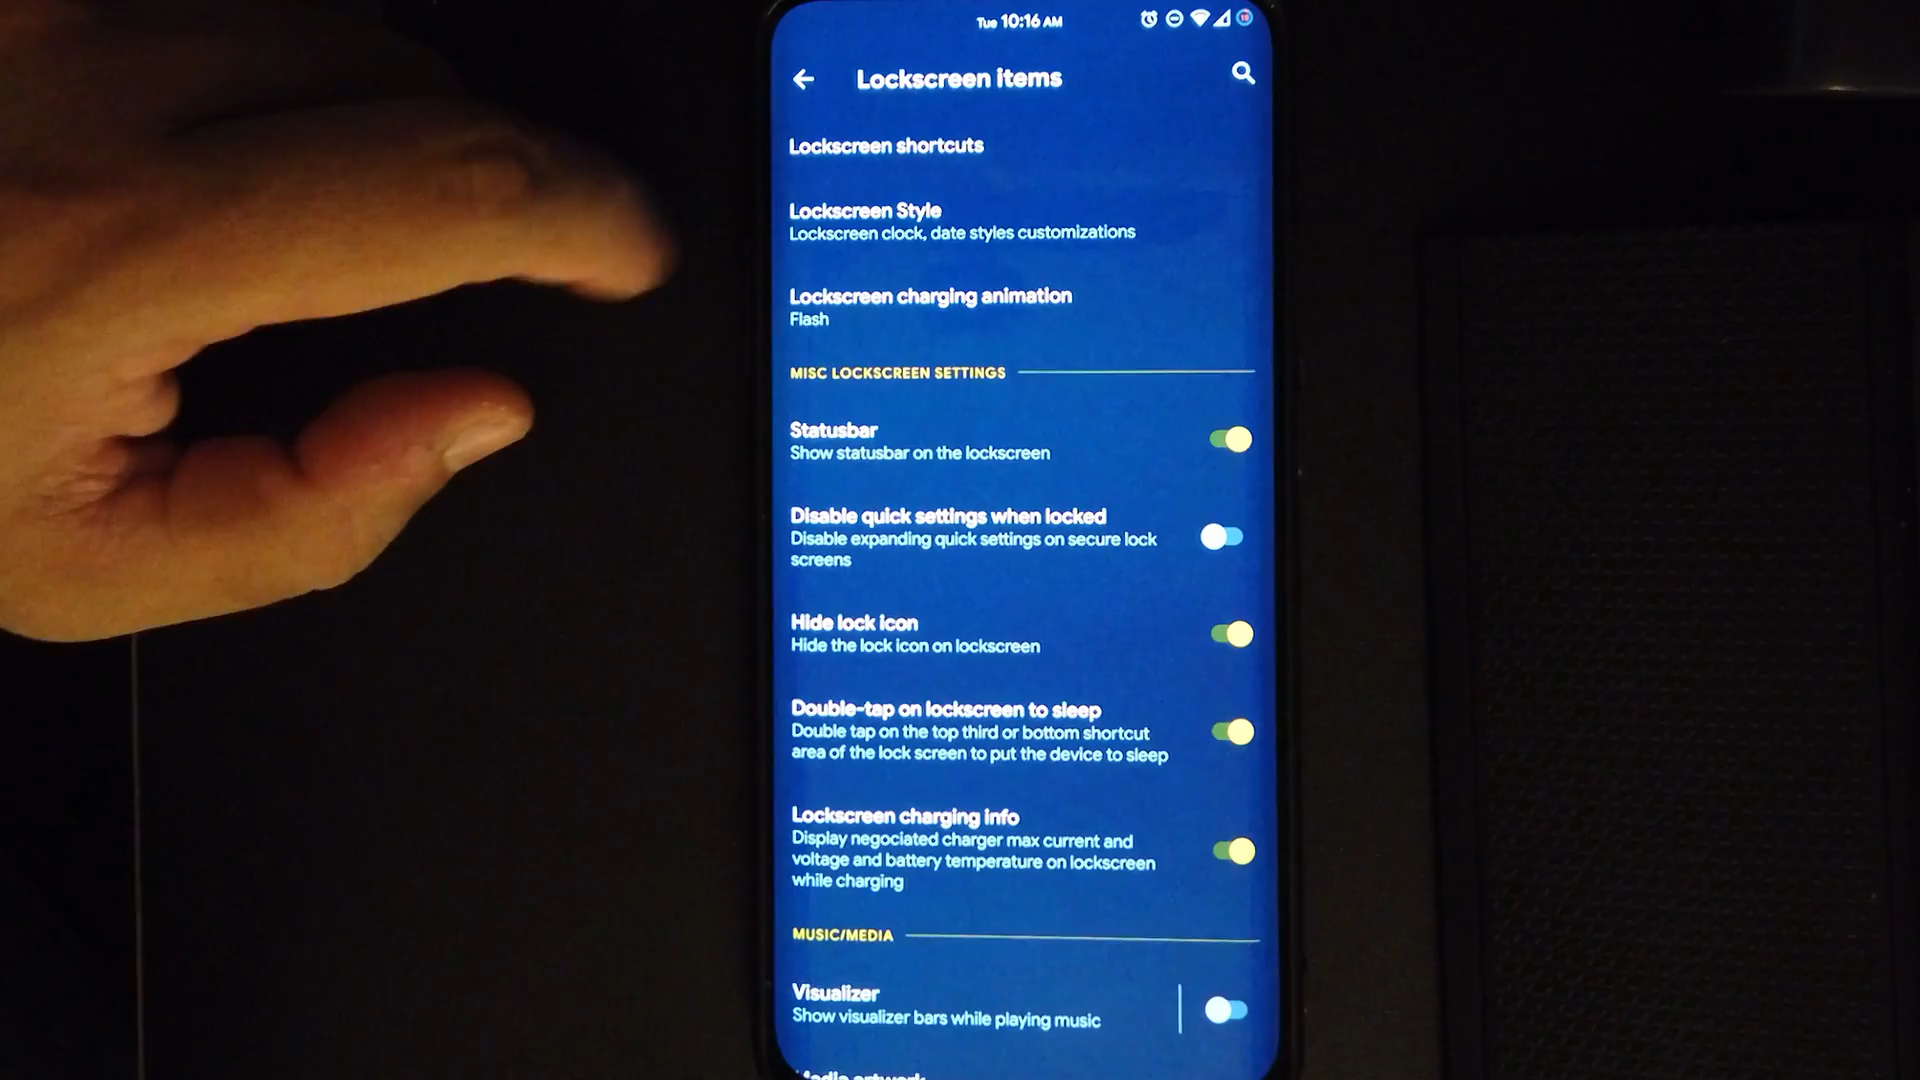 Tue 10:16 AM
Lockscreen items
Lockscreen shortcuts
Lockscreen Style
Lockscreen clock, date styles customizations
Lockscreen charging animation
Flash
MISC LOCKSCREEN SETTINGS
Statusbar
Show statusbar on the lockscreen
Disable quick settings when locked
Disable expanding quick settings on secure lock
screens
Hide lock icon
Hide the lock icon on lockscreen
Double-tap on lockscreen to sleep
Double tap on the top third or bottom shortcut
area of the lock screen to put the device to sleep
Lockscreen charging info
Display negociated charger max current and
voltage and battery temperature on lockscreen
while charging
MUSIC/MEDIA
Visualizer
Show visualizer bars while playing music
Media artwork